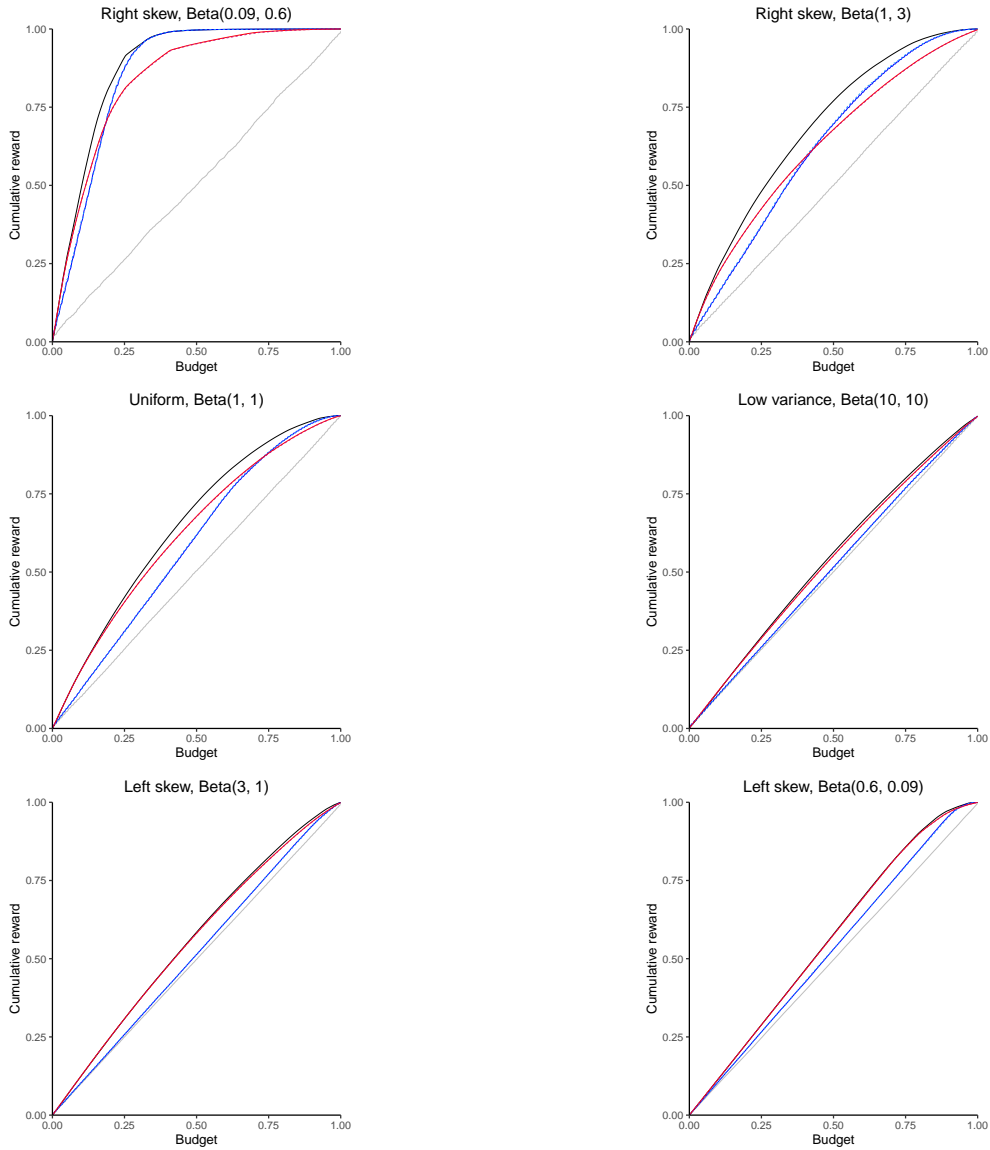 Right skew, Beta(0.09, 0.6)
1.00
0.75
0.50
0.25
0.00
Cumulative reward
0.00 0.25 0.50 0.75 1.00
Budget
Right skew, Beta(1, 3)
1.00
0.75
0.50
0.25
0.00
Cumulative reward
0.00 0.25 0.50 0.75 1.00
Budget
Uniform, Beta(1, 1)
1.00
0.75
0.50
0.25
0.00
Cumulative reward
0.00 0.25 0.50 0.75 1.00
Budget
Low variance, Beta(10, 10)
1.00
0.75
0.50
0.25
0.00
Cumulative reward
0.00 0.25 0.50 0.75 1.00
Budget
Left skew, Beta(3, 1)
1.00
0.75
0.50
0.25
0.00
Cumulative reward
0.00 0.25 0.50 0.75 1.00
Budget
Left skew, Beta(0.6, 0.09)
1.00
0.75
0.50
0.25
0.00
Cumulative reward
0.00 0.25 0.50 0.75 1.00
Budget